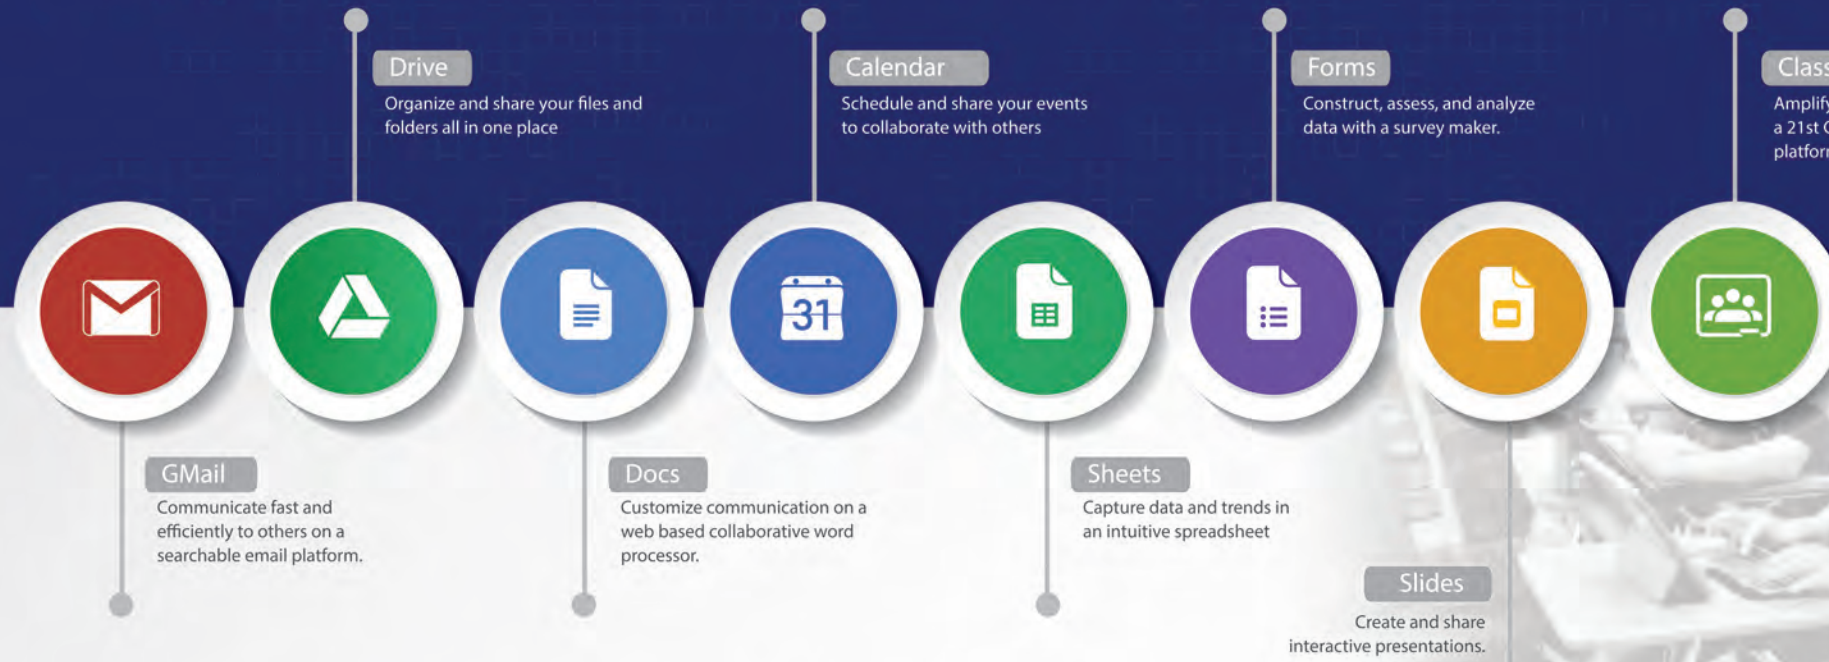 Drive
Organize and share your files and
folders all in one place
Calendar
Schedule and share your events
to collaborate with others
Forms
Construct, assess, and analyze
data with a survey maker.
Class
Amplify
a 21st
platform
31
GMail
Communicate fast and
efficiently to others on a
searchable email platform.
Docs
Customize communication on a
web based collaborative word
processor.
Sheets
Capture data and trends in
an intuitive spreadsheet
Slides
Create and share
interactive presentations.